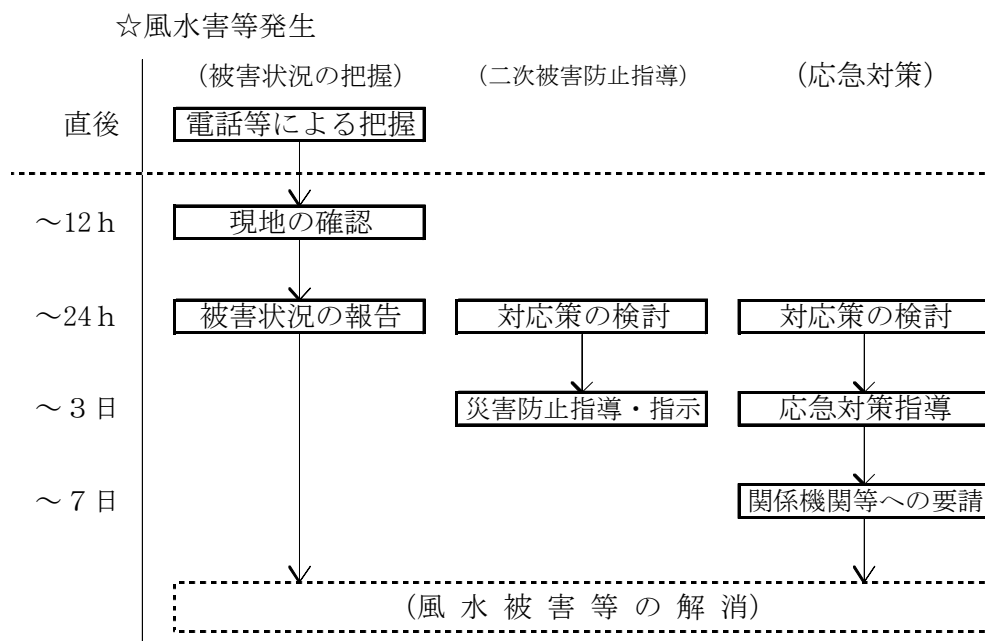 ☆風水害等発生
(被害状況の把握) (二次被害防止指導) (応急対策)
直後 電話等による把握
～12ｈ 現地の確認
～24ｈ 被害状況の報告 対応策の検討 対応策の検討
～３日 災害防止指導・指示 応急対策指導
～７日 関係機関等への要請
(風 水 被 害 等 の 解 消)